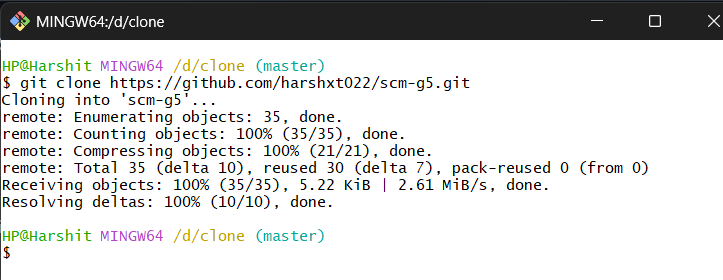 MINGW64:/d/clone
HP@Harshit MINGW64 /d/clone (master)
$ git clone https://github.com/harshxt022/scm-g5.git
Cloning into 'scm-g5'...
remote: Enumerating objects: 35, done.
remote: Counting objects: 100% (35/35), done.
remote: Compressing objects: 100% (21/21), done.
remote: Total 35 (delta 10), reused 30 (delta 7), pack-reused 0 (from 0)
Receiving objects: 100% (35/35), 5.22 KiB | 2.61 MiB/s, done.
Resolving deltas: 100% (10/10), done.
HP@Harshit MINGW64 /d/clone (master)
$